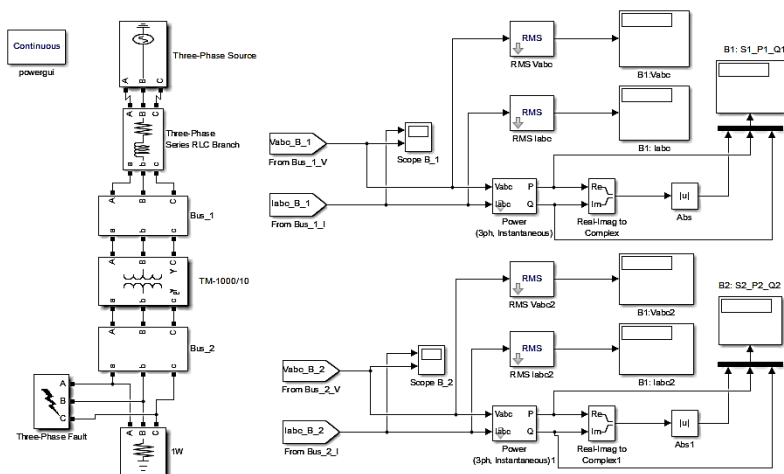 Continuous
powergui
Three-Phase Source
A B C
A B C
Three-Phase
Series RLC Branch
a b c
A B C
Bus_1
a b c
A B C
Y
TM-1000/10
a b c
A B C
Bus_2
a b c
A
B
C
Three-Phase Fault
A B C
1W
RMS
RMS Vabc
B1:Vabc
B1: S1_P1_Q1
RMS
RMS Iabc
B1: Iabc
Vabc_B_1
From Bus_1_V
Scope B_1
Iabc_B_1
From Bus_1_I
Vabc P
Iabc Q
Power
(3ph, Instantaneous)
Re
Im
Real-Imag to
Complex
|u|
Abs
RMS
RMS Vabc2
B1:Vabc2
B2: S2_P2_Q2
RMS
RMS Iabc2
B1: Iabc2
Vabc_B_2
From Bus_2_V
Scope B_2
Iabc_B_2
From Bus_2_I
Vabc P
Iabc Q
Power
(3ph, Instantaneous)1
Re
Im
Real-Imag to
Complex1
|u|
Abs1